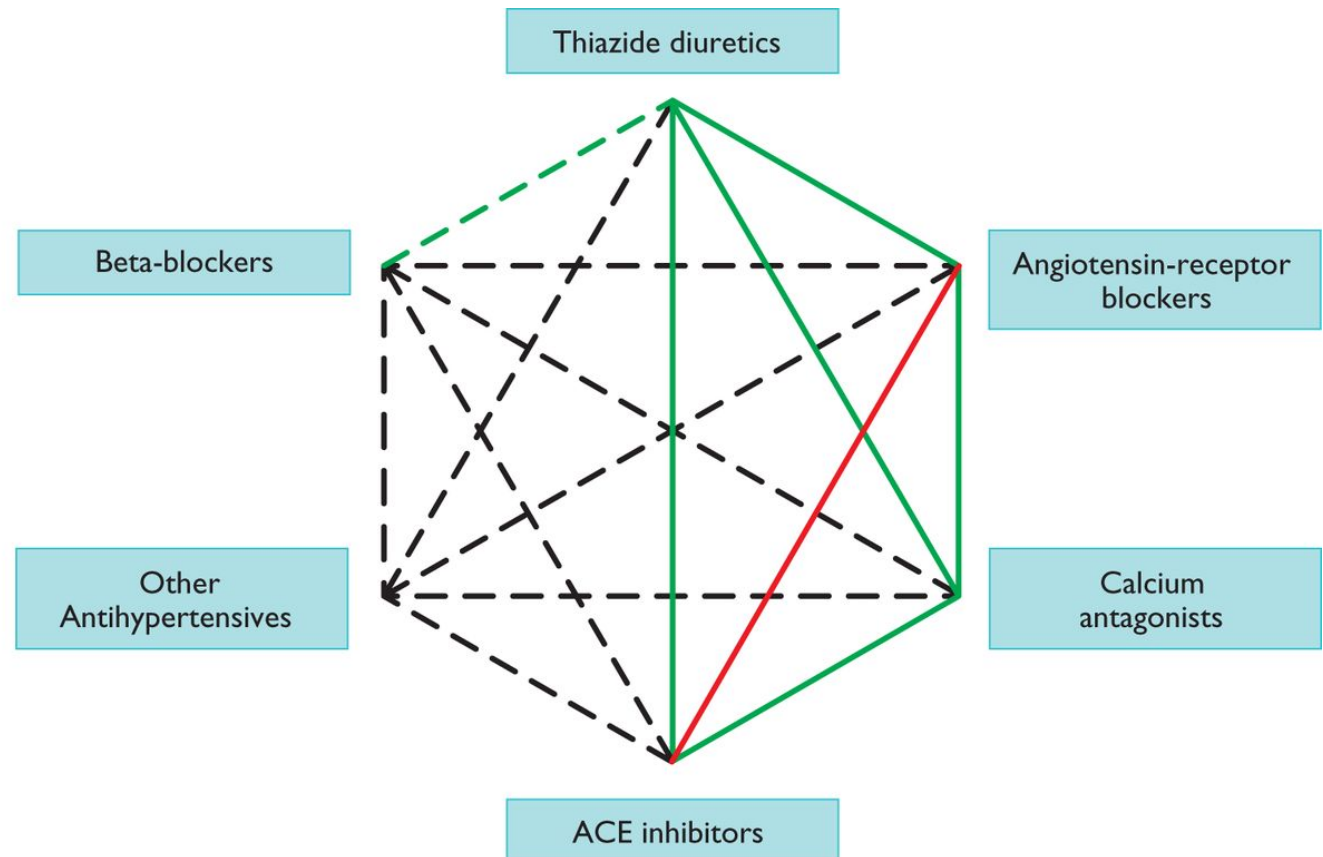 Thiazide diuretics
Beta-blockers
Angiotensin-receptor
blockers
Other
Antihypertensives
Calcium
antagonists
ACE inhibitors